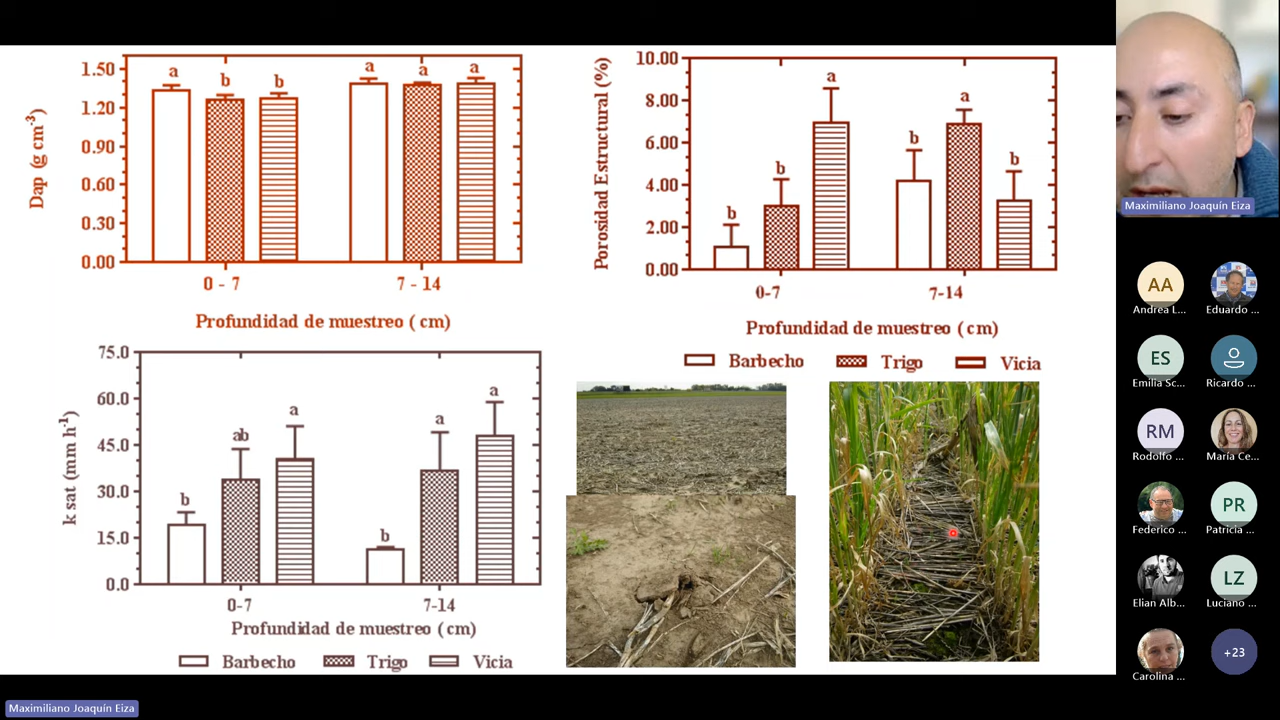 1.50
1.20
0.90
0.60
0.30
0.00
Dap (g cm-3)
a
b
b
a
a
a
0 - 7
7 - 14
Profundidad de muestreo ( cm)
10.00
8.00
6.00
4.00
2.00
0.00
Porosidad Estructural (%)
b
b
a
b
a
b
0-7
7-14
Profundidad de muestreo ( cm)
Barbecho
Trigo
Vicia
75.0
60.0
45.0
30.0
15.0
0.0
k sat (mm h-1)
b
ab
a
b
a
a
0-7
7-14
Profundidad de muestreo ( cm)
Barbecho
Trigo
Vicia
Maximiliano Joaquín Eiza
AA
Andrea L...
Eduardo ...
ES
Emilia Sc...
Ricardo ...
RM
Rodolfo ...
María Ce...
Federico ...
PR
Patricia ...
Elian Alb...
LZ
Luciano ...
Carolina ...
+23
Maximiliano Joaquín Eiza